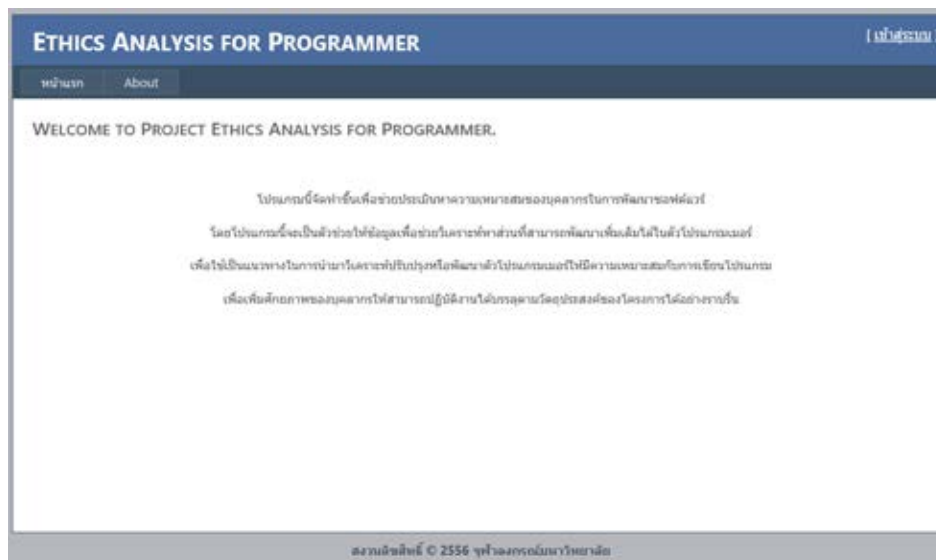 ETHICS ANALYSIS FOR PROGRAMMER
[ เข้าสู่ระบบ ]
หน้าแรก About
WELCOME TO PROJECT ETHICS ANALYSIS FOR PROGRAMMER.
โปรแกรมนี้จัดทำขึ้นเพื่อช่วยประเมินหาความเหมาะสมของบุคลากรในการพัฒนาซอฟต์แวร์
โดยโปรแกรมนี้จะเป็นตัวช่วยให้ข้อมูลเพื่อช่วยวิเคราะห์หาส่วนที่สามารถพัฒนาเพิ่มเติมได้ในตัวโปรแกรมเมอร์
เพื่อใช้เป็นแนวทางในการนำมาวิเคราะห์ปรับปรุงหรือพัฒนาตัวโปรแกรมเมอร์ให้มีความเหมาะสมกับการเขียนโปรแกรม
เพื่อเพิ่มศักยภาพของบุคลากรให้สามารถปฏิบัติงานได้บรรลุตามวัตถุประสงค์ของโครงการได้อย่างราบรื่น
สงวนลิขสิทธิ์ © 2556 จุฬาลงกรณ์มหาวิทยาลัย